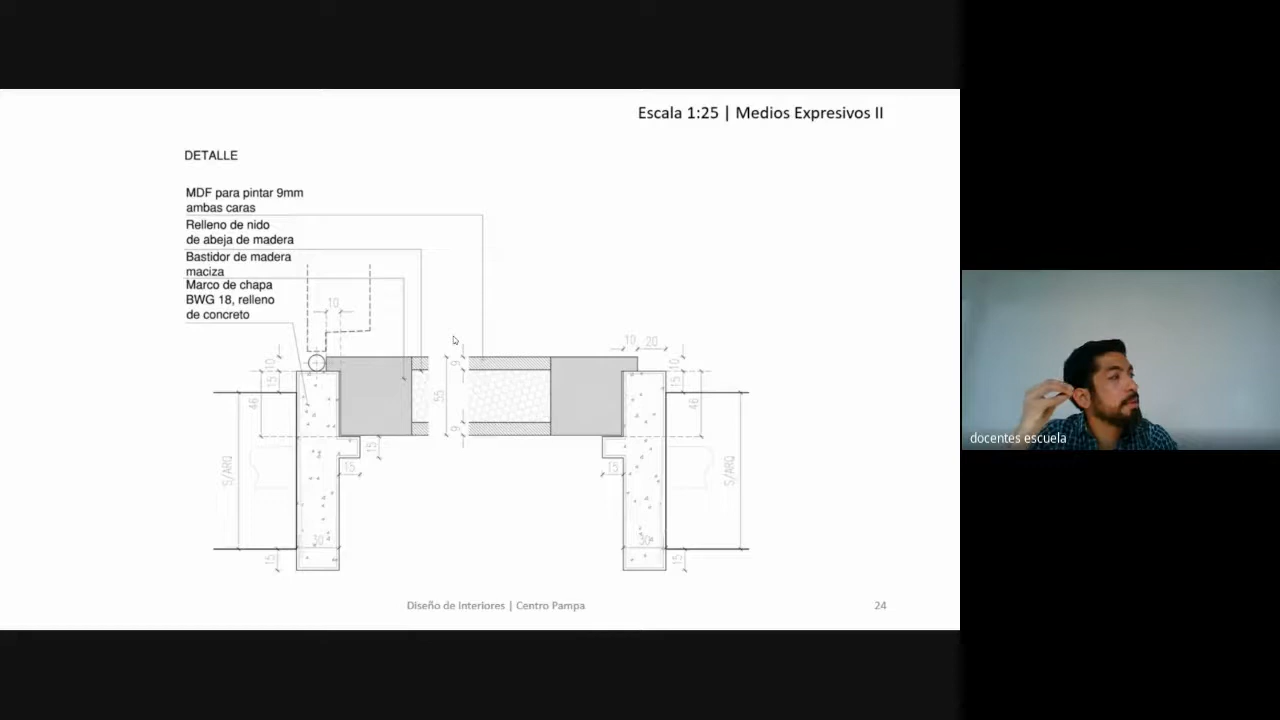 Escala 1:25 | Medios Expresivos II
DETALLE
MDF para pintar 9mm
ambas caras
Relleno de nido
de abeja de madera
Bastidor de madera
maciza
Marco de chapa
BWG 18, relleno
de concreto
10
10
20
10
15
46
9
55
9
10
15
46
15
15
15
S/ARQ
S/ARQ
30
30
15
15
docentes escuela
Diseño de Interiores | Centro Pampa
24